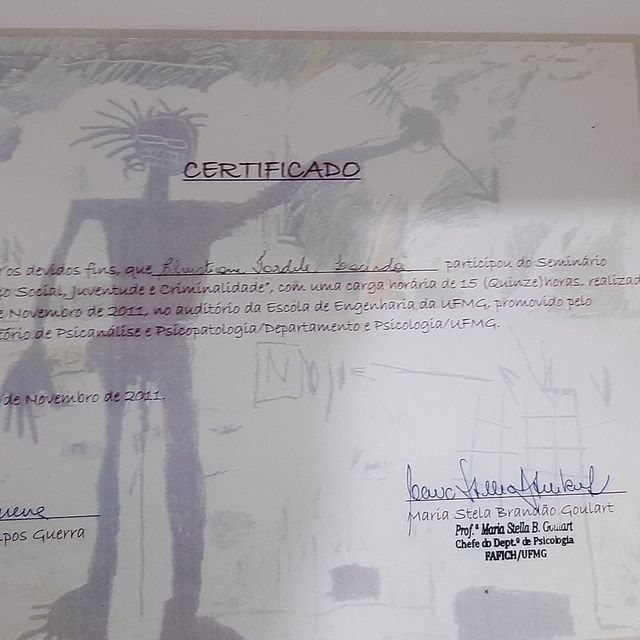 CERTIFICADO
os devidos fins, que participou do Seminário
o Social, Juventude e Criminalidade", com uma carga horária de 15 (Quinze)horas, realizad
e Novembro de 2011, no auditório da Escola de Engenharia da UFMG, promovido pelo
tório de Psicanálise e Psicopatologia/Departamento e Psicologia/UFMG.
de Novembro de 2011.
Maria Stela Brandão Goulart
pos Guerra
Prof.ª Maria Stella B. Goulart
Chefe do Dept.º de Psicologia
FAFICH/UFMG